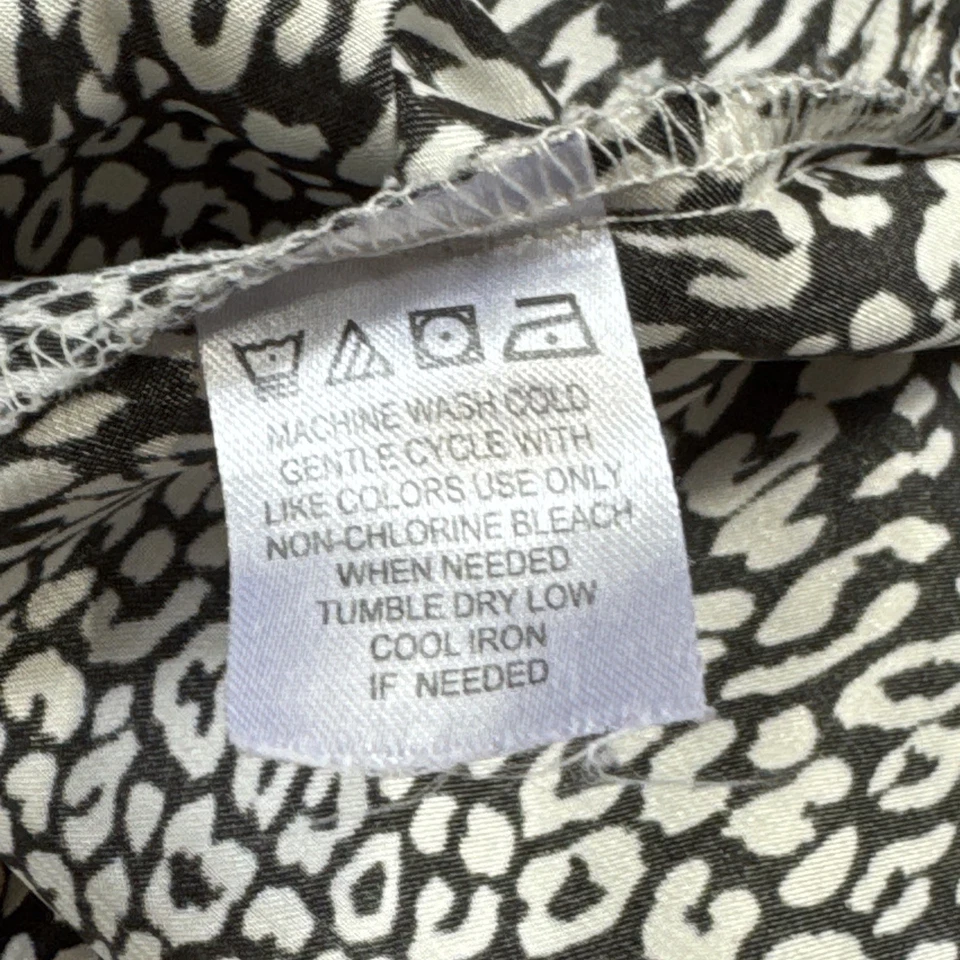 MACHINE WASH COLD
GENTLE CYCLE WITH
LIKE COLORS USE ONLY
NON-CHLORINE BLEACH
WHEN NEEDED
TUMBLE DRY LOW
COOL IRON
IF NEEDED